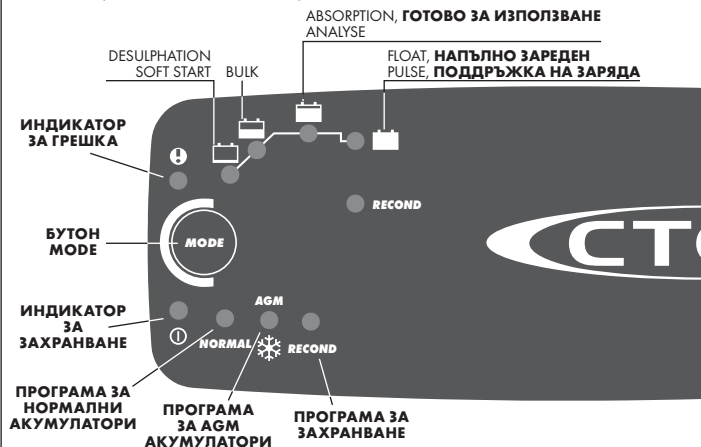 ABSORPTION, ГОТОВО ЗА ИЗПОЛЗВАНЕ
ANALYSE
DESULPHATION
SOFT START
BULK
FLOAT, НАПЪЛНО ЗАРЕДЕН
PULSE, ПОДДРЪЖКА НА ЗАРЯДА
ИНДИКАТОР
ЗА ГРЕШКА
RECOND
БУТОН
MODE
MODE
CTE
ИНДИКАТОР
ЗА
ЗАХРАНВАНЕ
AGM
NORMAL
RECOND
ПРОГРАМА ЗА
НОРМАЛНИ
АКУМУЛАТОРИ
ПРОГРАМА
ЗА AGM
АКУМУЛАТОРИ
ПРОГРАМА ЗА
ЗАХРАНВАНЕ